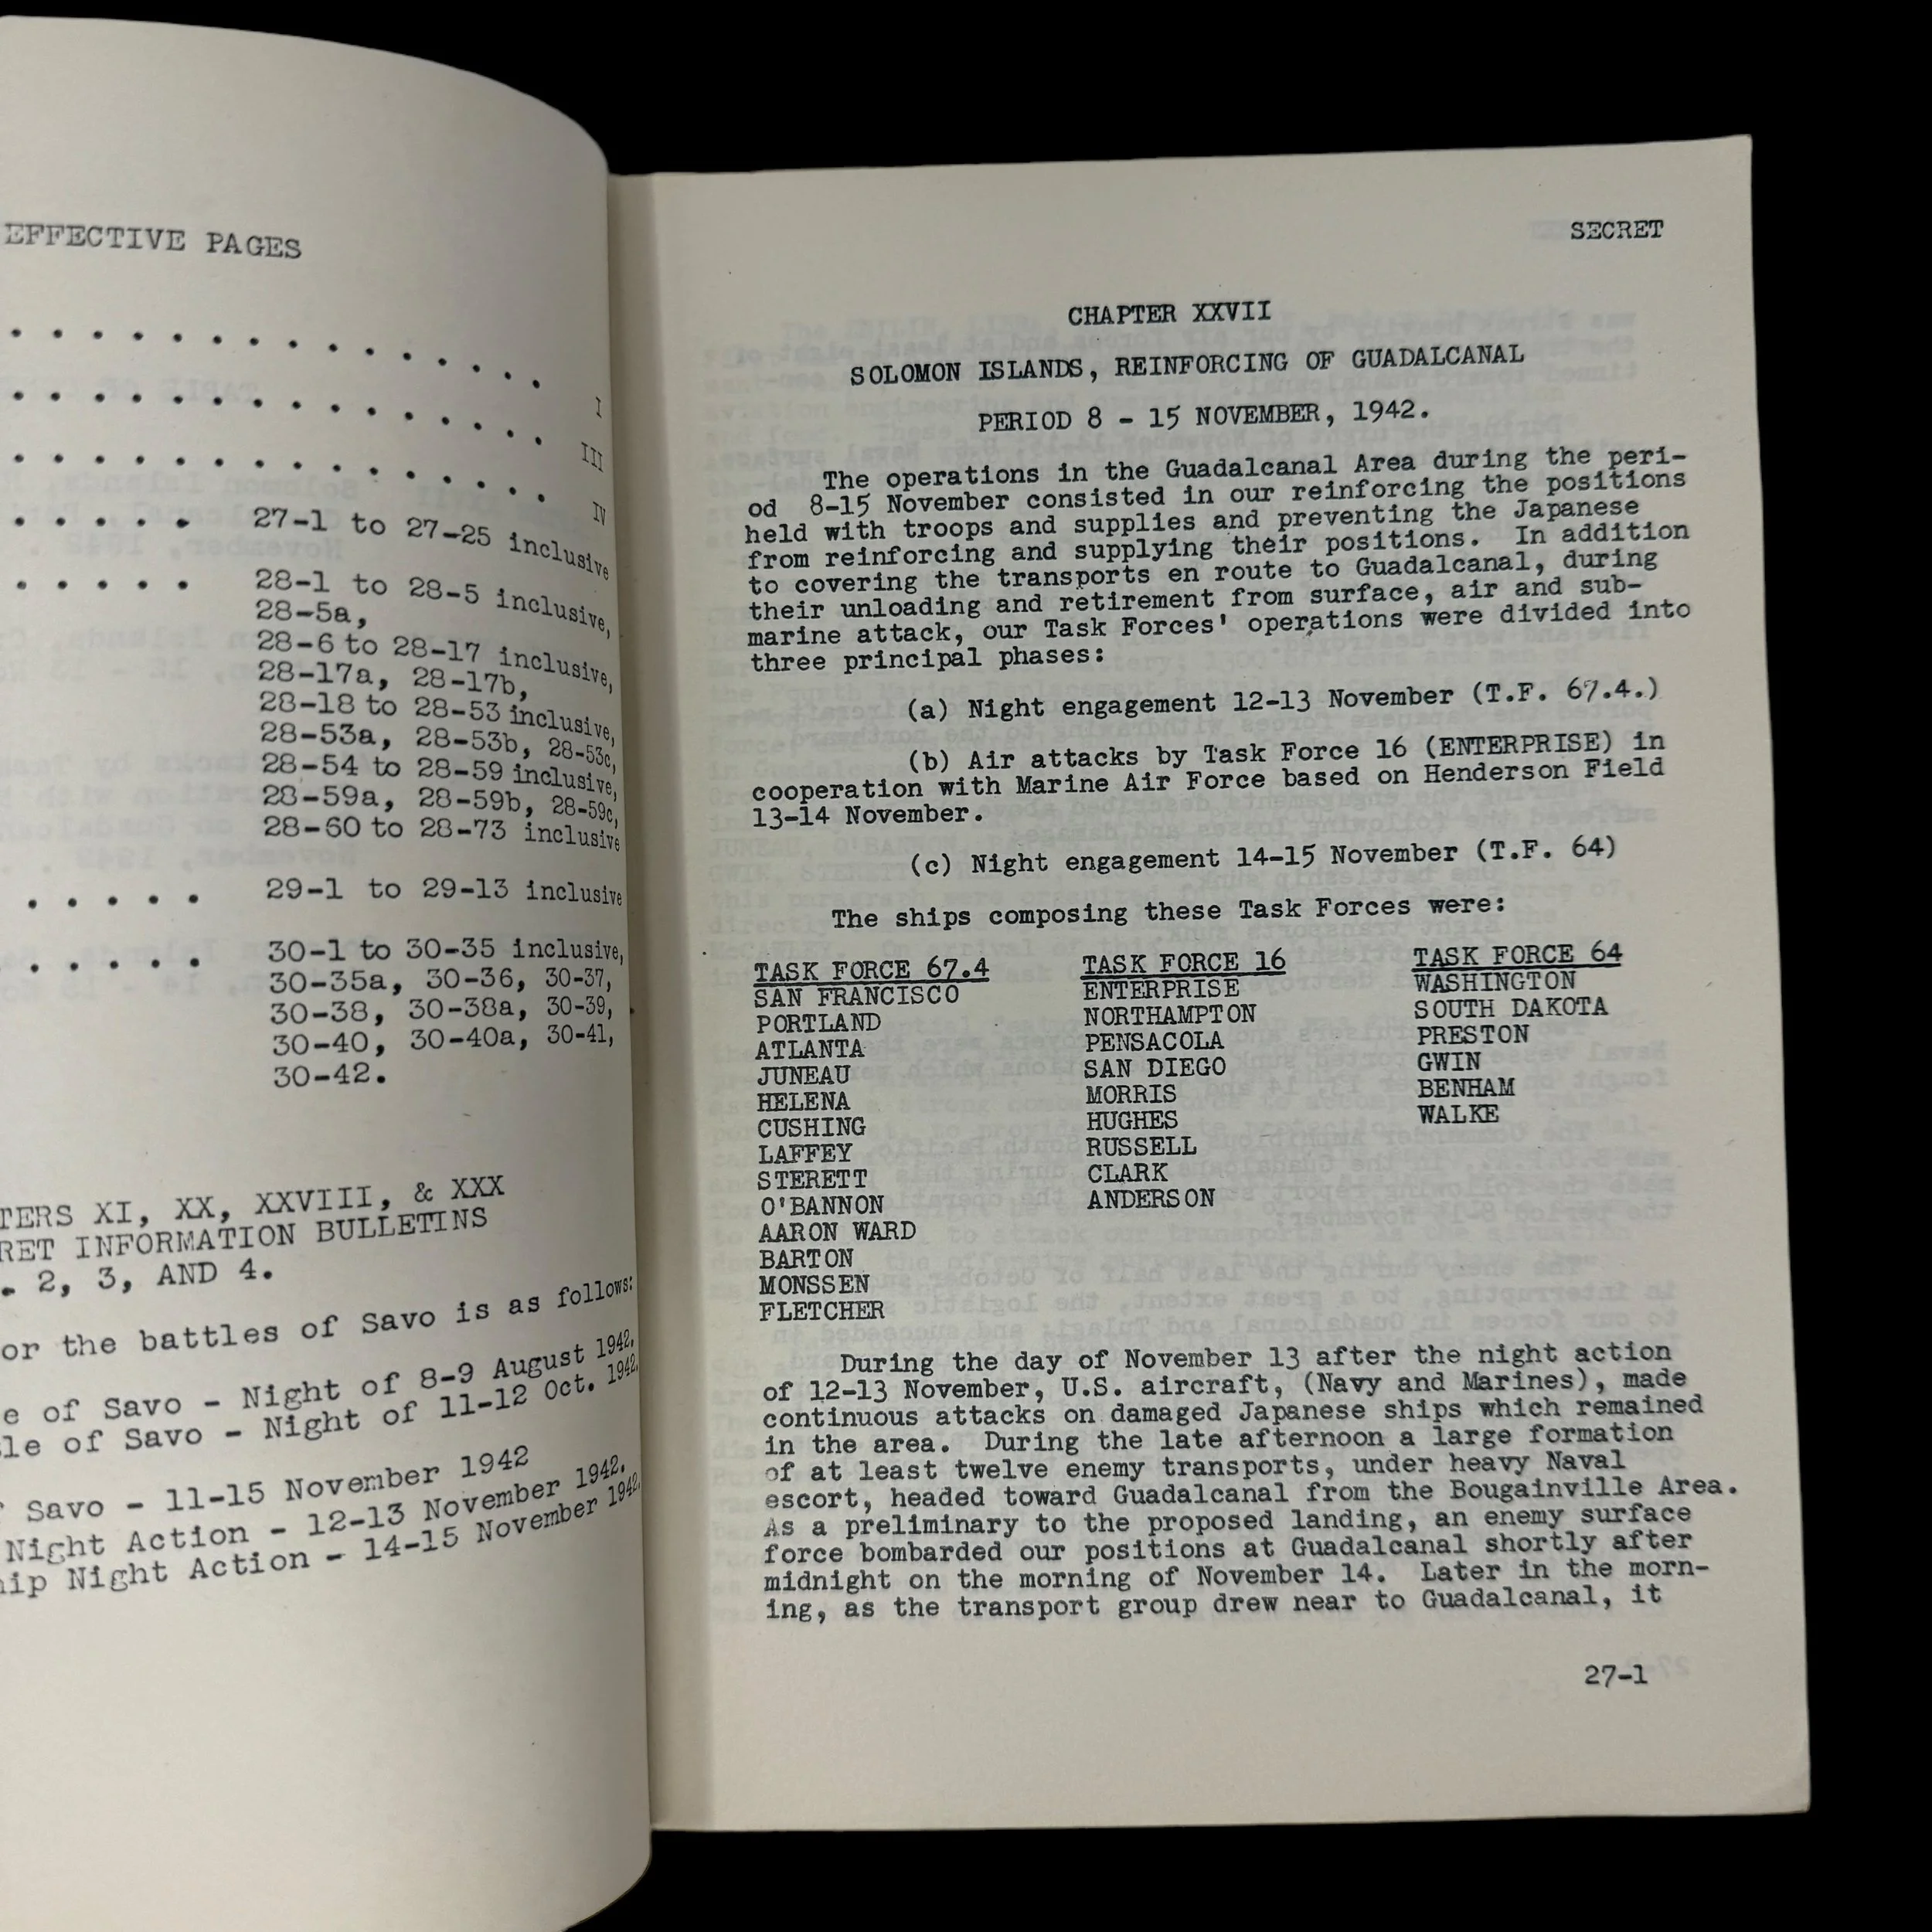 EFFECTIVE PAGES
. . . . . . . . . . . . . . I
. . . . . . . . . . . . . . III
. . . . . . . . . . . . . . IV
. . . . . 27-1 to 27-25 inclusive
. . . . . 28-1 to 28-5 inclusive,
28-5a,
28-6 to 28-17 inclusive,
28-17a, 28-17b,
28-18 to 28-53 inclusive,
28-53a, 28-53b, 28-53c,
28-54 to 28-59 inclusive,
28-59a, 28-59b, 28-59c,
28-60 to 28-73 inclusive
. . . . . 29-1 to 29-13 inclusive
. . . . . 30-1 to 30-35 inclusive,
30-35a, 30-36, 30-37,
30-38, 30-38a, 30-39,
30-40, 30-40a, 30-41,
30-42.
TERS XI, XX, XXVIII, & XXX
RET INFORMATION BULLETINS
. 2, 3, AND 4.
or the battles of Savo is as follows:
e of Savo - Night of 8-9 August 1942.
le of Savo - Night of 11-12 Oct. 1942.
Savo - 11-15 November 1942
Night Action - 12-13 November 1942.
ip Night Action - 14-15 November 1942.
SECRET
CHAPTER XXVII
SOLOMON ISLANDS, REINFORCING OF GUADALCANAL
PERIOD 8 - 15 NOVEMBER, 1942.
The operations in the Guadalcanal Area during the peri-
od 8-15 November consisted in our reinforcing the positions
held with troops and supplies and preventing the Japanese
from reinforcing and supplying their positions. In addition
to covering the transports en route to Guadalcanal, during
their unloading and retirement from surface, air and sub-
marine attack, our Task Forces' operations were divided into
three principal phases:
(a) Night engagement 12-13 November (T.F. 67.4.)
(b) Air attacks by Task Force 16 (ENTERPRISE) in
cooperation with Marine Air Force based on Henderson Field
13-14 November.
(c) Night engagement 14-15 November (T.F. 64)
The ships composing these Task Forces were:
TASK FORCE 67.4 TASK FORCE 16 TASK FORCE 64
SAN FRANCISCO ENTERPRISE WASHINGTON
PORTLAND NORTHAMPTON SOUTH DAKOTA
ATLANTA PENSACOLA PRESTON
JUNEAU SAN DIEGO GWIN
HELENA MORRIS BENHAM
CUSHING HUGHES WALKE
LAFFEY RUSSELL
STERETT CLARK
O'BANNON ANDERSON
AARON WARD
BARTON
MONSSEN
FLETCHER
During the day of November 13 after the night action
of 12-13 November, U.S. aircraft, (Navy and Marines), made
continuous attacks on damaged Japanese ships which remained
in the area. During the late afternoon a large formation
of at least twelve enemy transports, under heavy Naval
escort, headed toward Guadalcanal from the Bougainville Area.
As a preliminary to the proposed landing, an enemy surface
force bombarded our positions at Guadalcanal shortly after
midnight on the morning of November 14. Later in the morn-
ing, as the transport group drew near to Guadalcanal, it
27-1